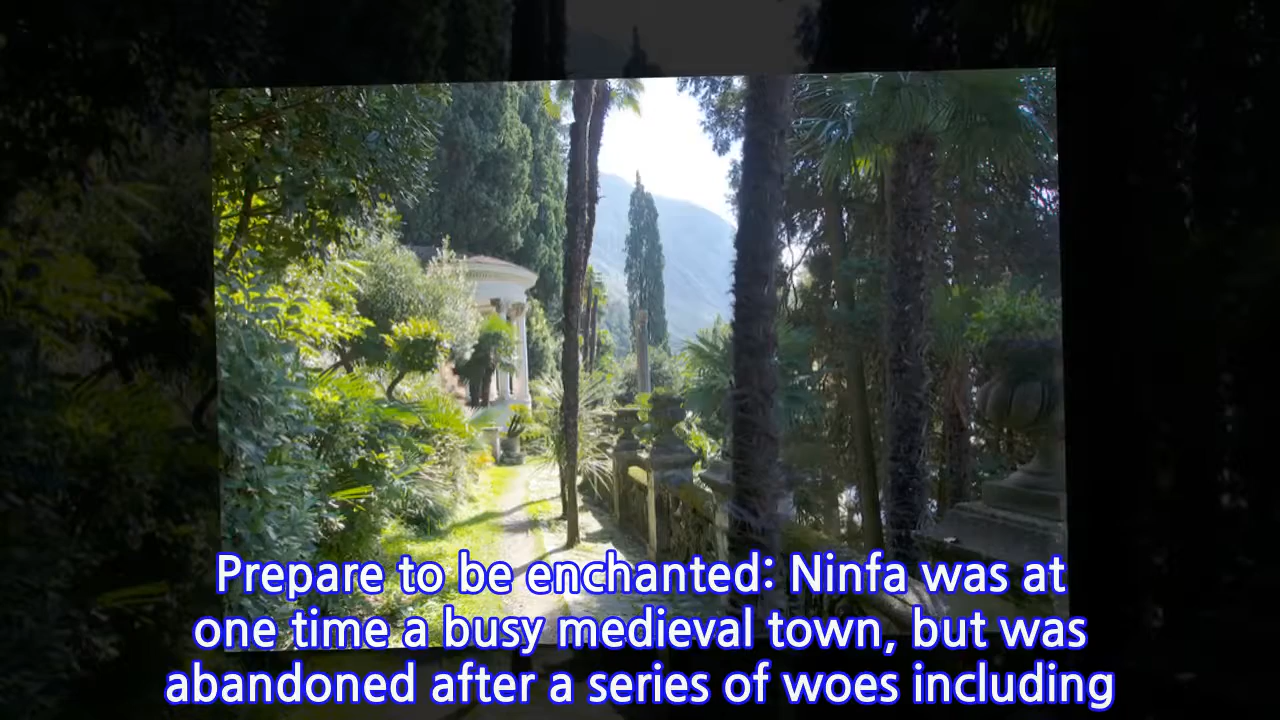 Prepare to be enchanted: Ninfa was at
one time a busy medieval town, but was
abandoned after a series of woes including